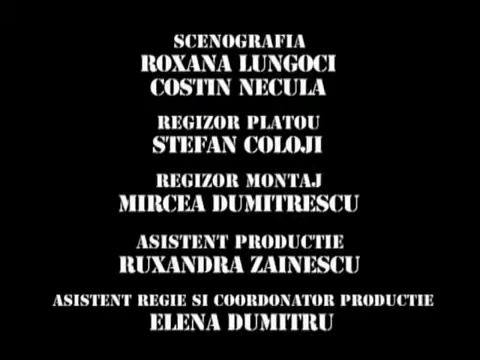 SCENOGRAFIA
ROXANA LUNGOCI
COSTIN NECULA
REGIZOR PLATOU
STEFAN COLOJI
REGIZOR MONTAJ
MIRCEA DUMITRESCU
ASISTENT PRODUCTIE
RUXANDRA ZAINESCU
ASISTENT REGIE SI COORDONATOR PRODUCTIE
ELENA DUMITRU